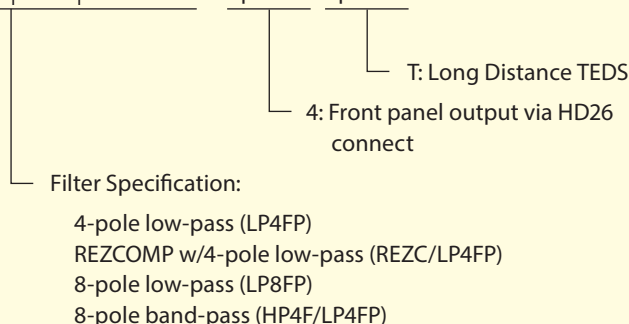 T: Long Distance TEDS
4: Front panel output via HD26
connect
Filter Specification:
4-pole low-pass (LP4FP)
REZCOMP w/4-pole low-pass (REZC/LP4FP)
8-pole low-pass (LP8FP)
8-pole band-pass (HP4F/LP4FP)